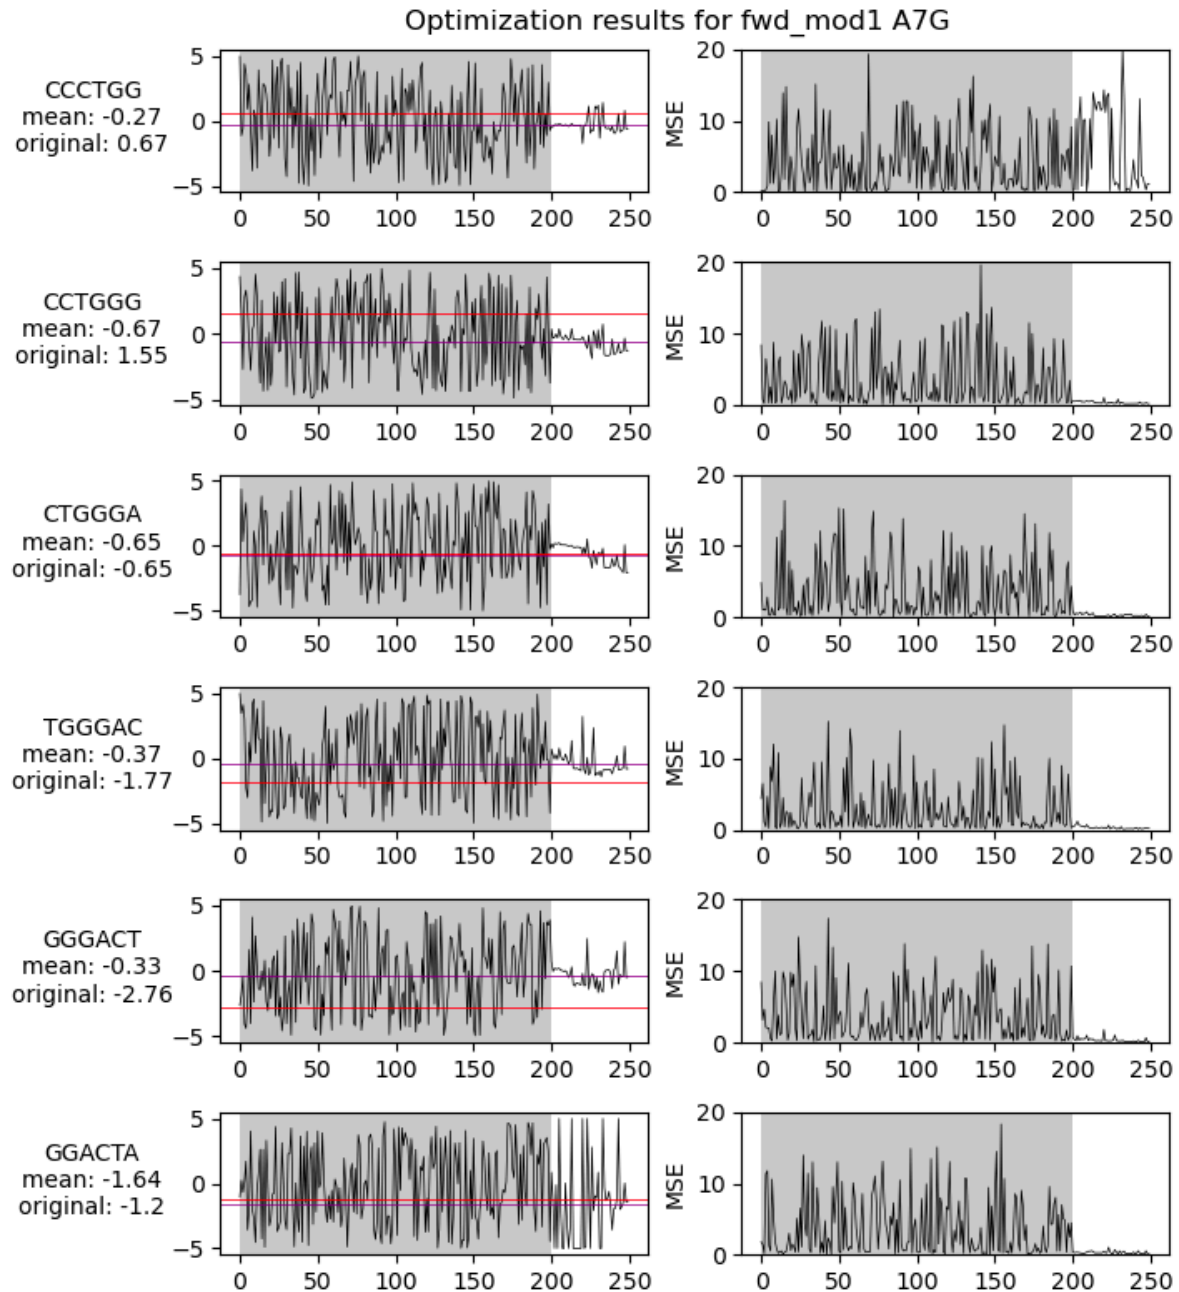 Optimization results for fwd_mod1 A7G
CCCTGG
mean: -0.27
original: 0.67
5
0
−5
0 50 100 150 200 250
MSE
20
10
0
0 50 100 150 200 250
CCTGGG
mean: -0.67
original: 1.55
5
0
−5
0 50 100 150 200 250
MSE
20
10
0
0 50 100 150 200 250
CTGGGA
mean: -0.65
original: -0.65
5
0
−5
0 50 100 150 200 250
MSE
20
10
0
0 50 100 150 200 250
TGGGAC
mean: -0.37
original: -1.77
5
0
−5
0 50 100 150 200 250
MSE
20
10
0
0 50 100 150 200 250
GGGACT
mean: -0.33
original: -2.76
5
0
−5
0 50 100 150 200 250
MSE
20
10
0
0 50 100 150 200 250
GGACTA
mean: -1.64
original: -1.2
5
0
−5
0 50 100 150 200 250
MSE
20
10
0
0 50 100 150 200 250